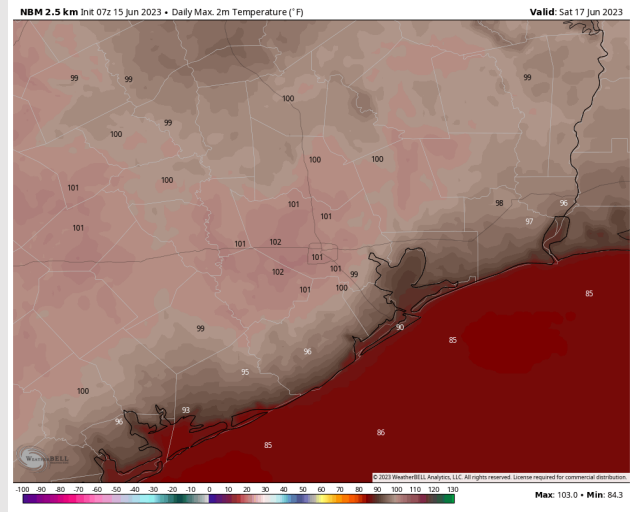 NBM 2.5 km Init 07z 15 Jun 2023 • Daily Max. 2m Temperature (°F)
Valid: Sat 17 Jun 2023
99 99 99
100
99
100
100 100
100
101 98 96
101
101 97
101
101 102
101
102 101 99
101 100 85
99 90
85
96
95
100
93
96
86
85
WeatherBELL
© 2023 WeatherBELL Analytics, LLC. All rights reserved. License required for commercial distribution.
-100 -90 -80 -70 -60 -50 -40 -30 -20 -10 0 10 20 30 40 50 60 70 80 90 100 110 120 130
Max: 103.0 • Min: 84.3